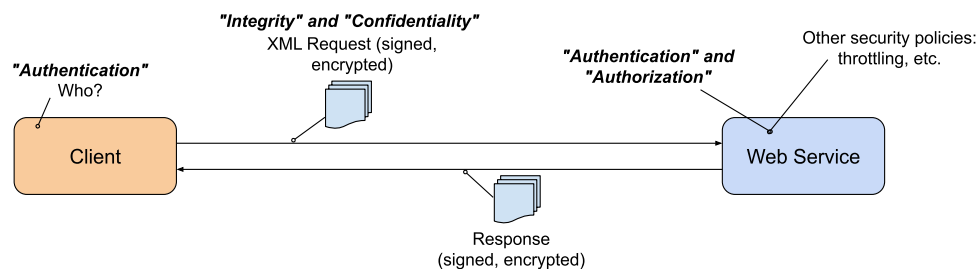 "Integrity" and "Confidentiality"
XML Request (signed,
encrypted)
"Authentication"
Who?
"Authentication" and
"Authorization"
Other security policies:
throttling, etc.
Client
Web Service
Response
(signed, encrypted)